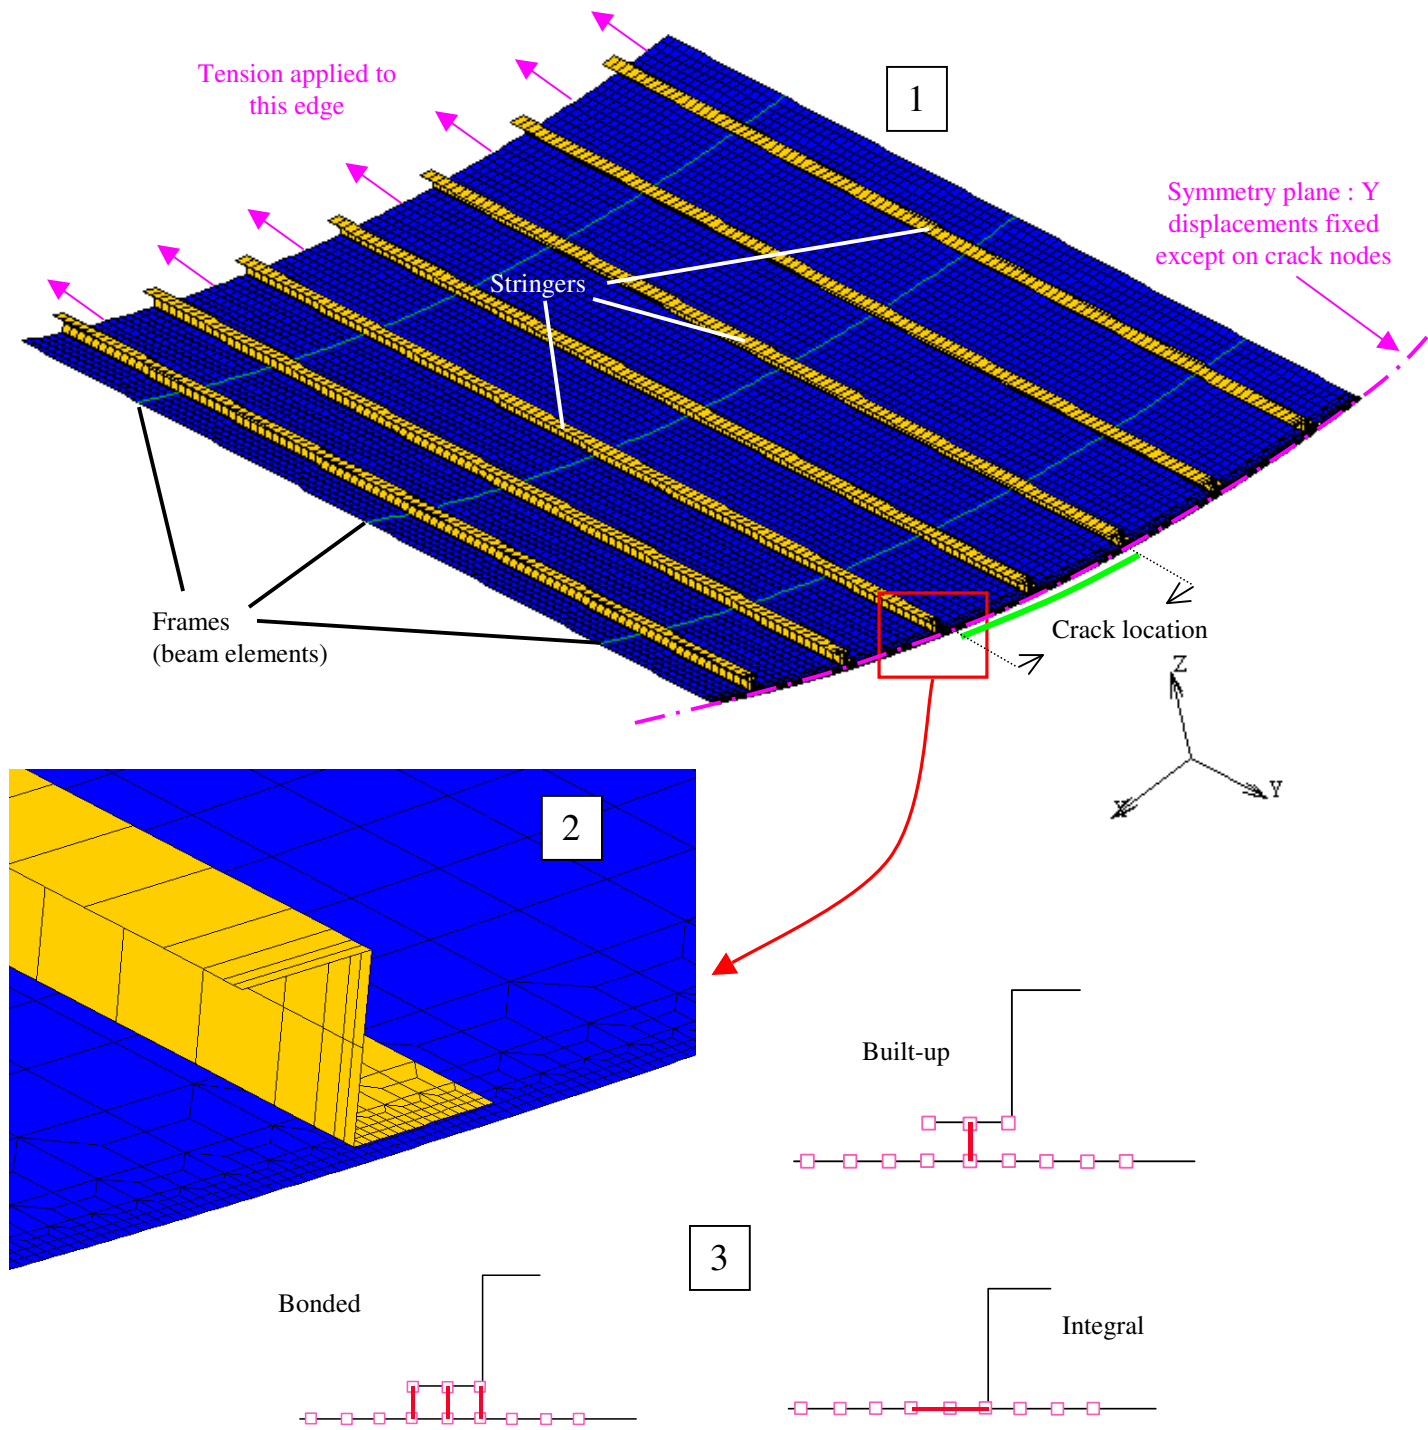 Tension applied to
this edge
1
Symmetry plane : Y
displacements fixed
except on crack nodes
Stringers
Frames
(beam elements)
Crack location
Z
Y
X
2
Built-up
3
Bonded
Integral